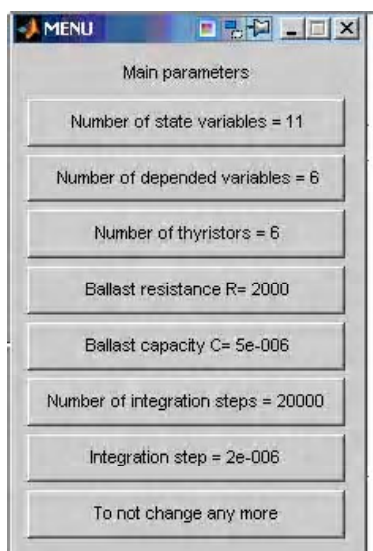 MENU
Main parameters
Number of state variables = 11
Number of depended variables = 6
Number of thyristors = 6
Ballast resistance R= 2000
Ballast capacity C= 5e-006
Number of integration steps = 20000
Integration step = 2e-006
To not change any more